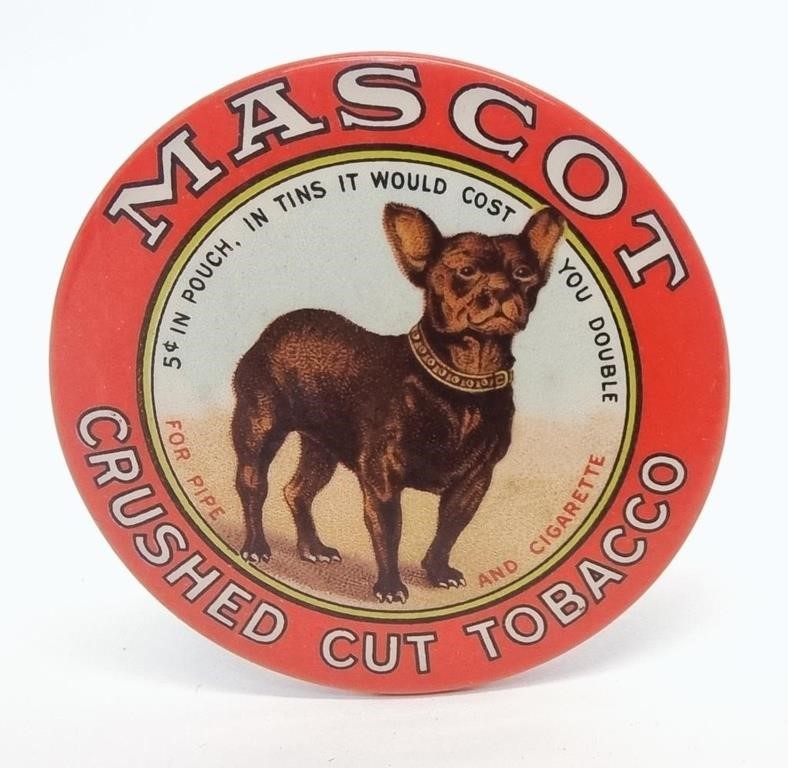 MASCOT
5¢ IN POUCH, IN TINS IT WOULD COST YOU DOUBLE
FOR PIPE AND CIGARETTE
CRUSHED CUT TOBACCO